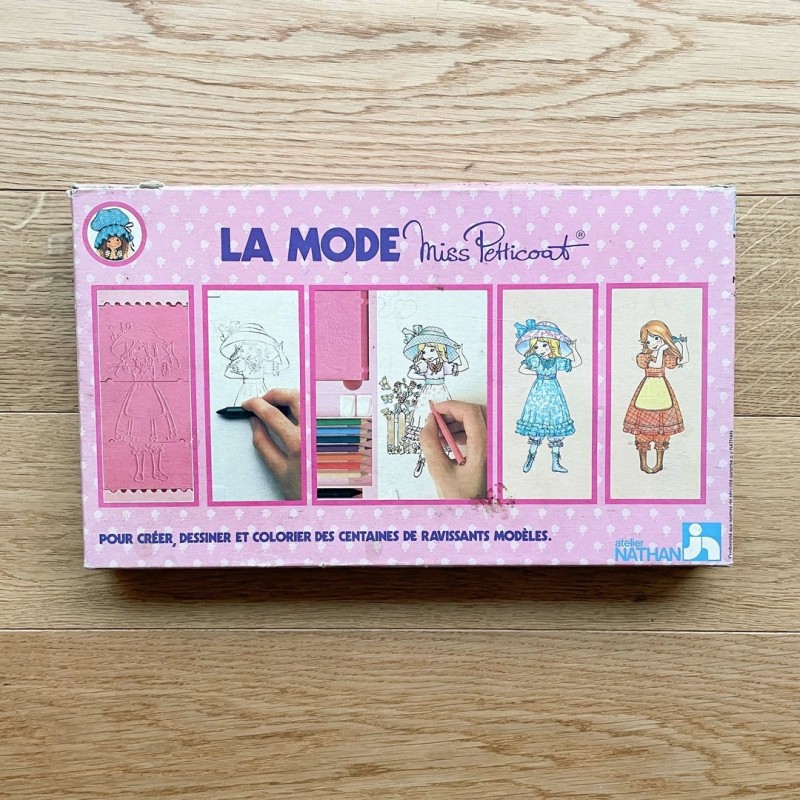 LA MODE Miss Petticoat ®
POUR CRÉER, DESSINER ET COLORIER DES CENTAINES DE RAVISSANTS MODÈLES.
atelier
NATHAN